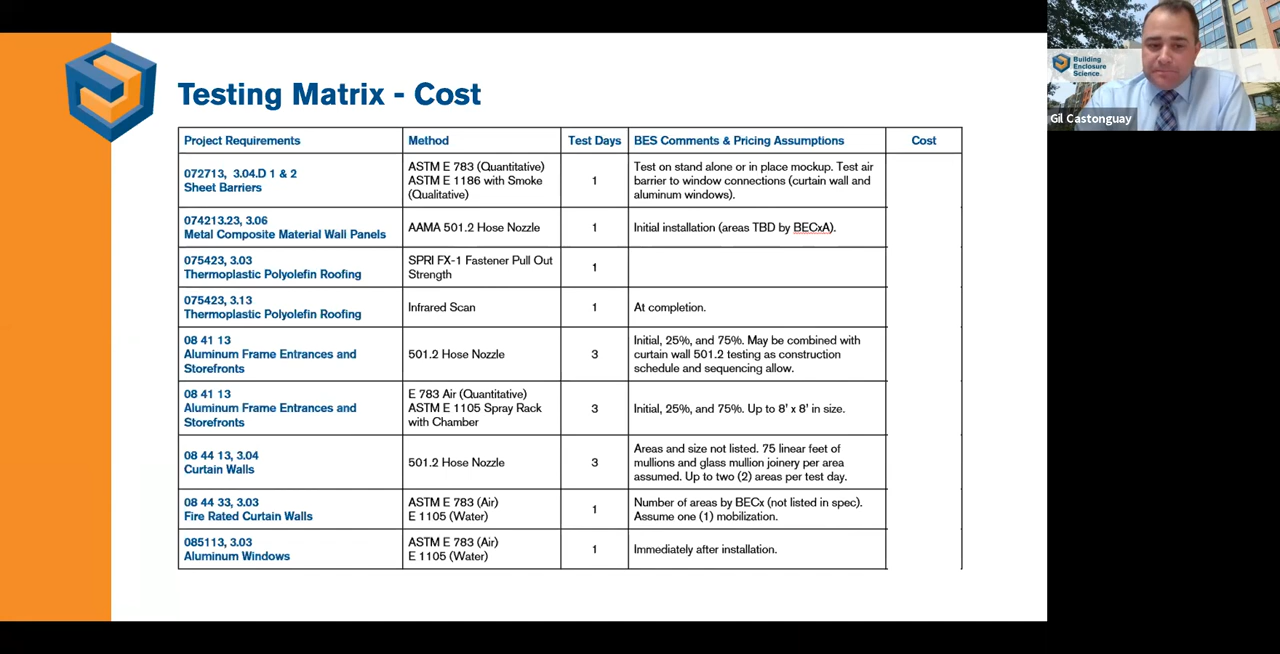 Testing Matrix - Cost
Project Requirements
Method
Test Days
BES Comments & Pricing Assumptions
Cost
072713, 3.04.D 1 & 2
Sheet Barriers
ASTM E 783 (Quantitative)
ASTM E 1186 with Smoke
(Qualitative)
1
Test on stand alone or in place mockup. Test air
barrier to window connections (curtain wall and
aluminum windows).
074213.23, 3.06
Metal Composite Material Wall Panels
AAMA 501.2 Hose Nozzle
1
Initial installation (areas TBD by BECxA).
075423, 3.03
Thermoplastic Polyolefin Roofing
SPRI FX-1 Fastener Pull Out
Strength
1
075423, 3.13
Thermoplastic Polyolefin Roofing
Infrared Scan
1
At completion.
08 41 13
Aluminum Frame Entrances and
Storefronts
501.2 Hose Nozzle
3
Initial, 25%, and 75%. May be combined with
curtain wall 501.2 testing as construction
schedule and sequencing allow.
08 41 13
Aluminum Frame Entrances and
Storefronts
E 783 Air (Quantitative)
ASTM E 1105 Spray Rack
with Chamber
3
Initial, 25%, and 75%. Up to 8' x 8' in size.
08 44 13, 3.04
Curtain Walls
501.2 Hose Nozzle
3
Areas and size not listed. 75 linear feet of
mullions and glass mullion joinery per area
assumed. Up to two (2) areas per test day.
08 44 33, 3.03
Fire Rated Curtain Walls
ASTM E 783 (Air)
E 1105 (Water)
1
Number of areas by BECx (not listed in spec).
Assume one (1) mobilization.
085113, 3.03
Aluminum Windows
ASTM E 783 (Air)
E 1105 (Water)
1
Immediately after installation.
Building
Enclosure
Science
Gil Castonguay